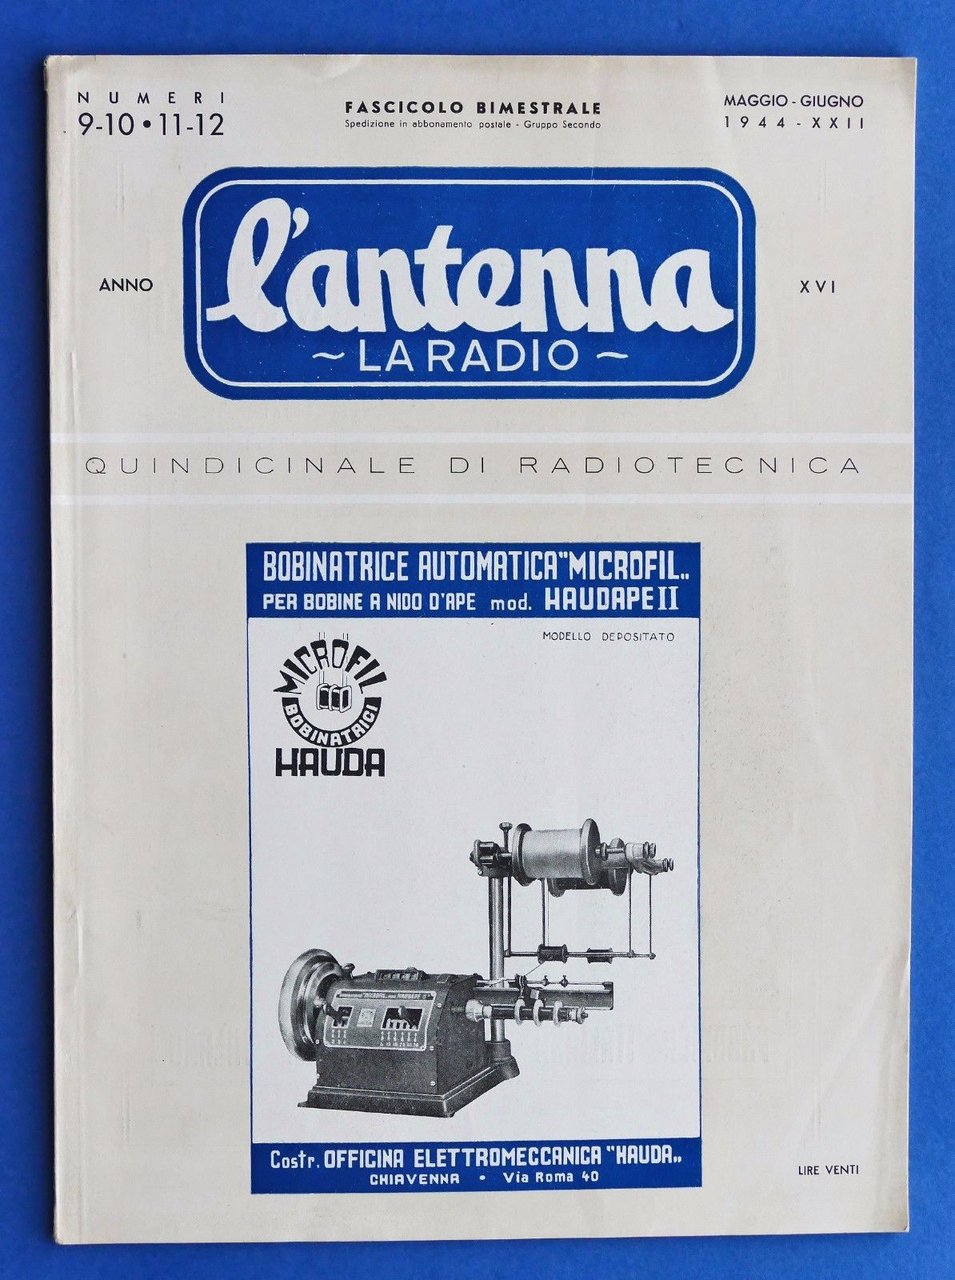 NUMERI
9-10 • 11-12
FASCICOLO BIMESTRALE
Spedizione in abbonamento postale - Gruppo Secondo
MAGGIO - GIUGNO
1944 - XXII
l'antenna
~ LA RADIO ~
ANNO
XVI
QUINDICINALE DI RADIOTECNICA
BOBINATRICE AUTOMATICA "MICROFIL„
PER BOBINE A NIDO D'APE mod. HAUDAPE II
MODELLO DEPOSITATO
MICROFIL
BOBINATRICI
HAUDA
Costr. OFFICINA ELETTROMECCANICA "HAUDA„
CHIAVENNA • Via Roma 40
LIRE VENTI